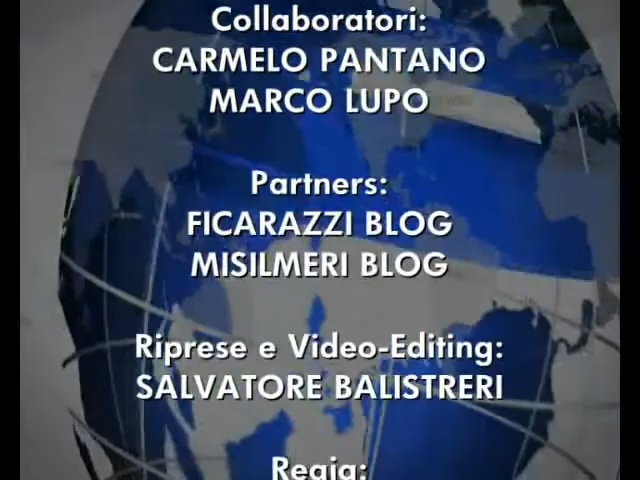 Collaboratori:
CARMELO PANTANO
MARCO LUPO
Partners:
FICARAZZI BLOG
MISILMERI BLOG
Riprese e Video-Editing:
SALVATORE BALISTRERI
Regia: